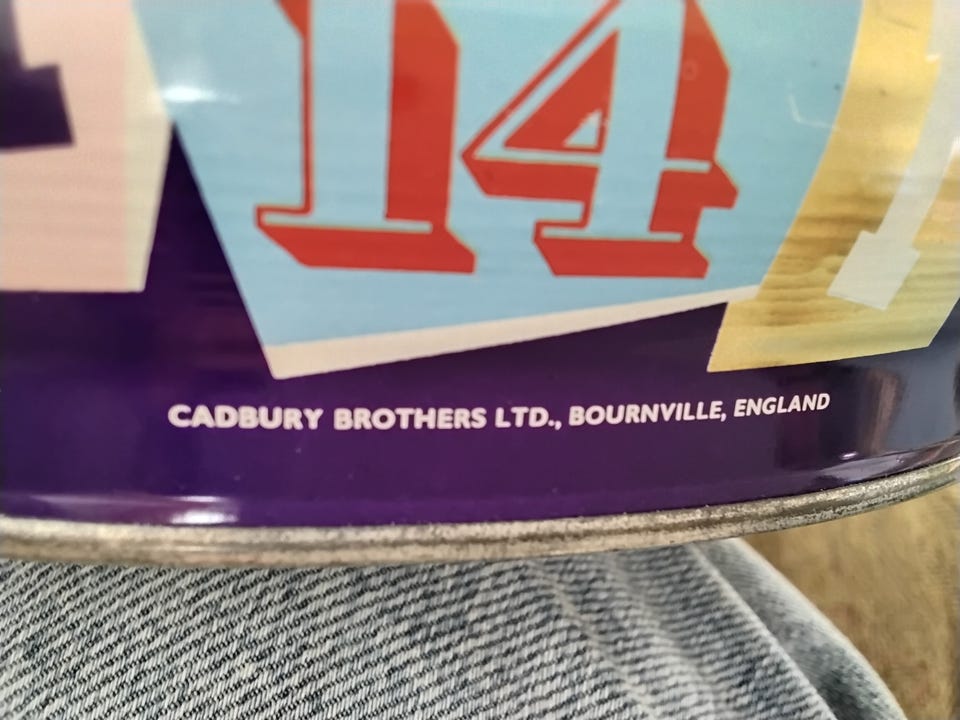 14
CADBURY BROTHERS LTD., BOURNVILLE, ENGLAND